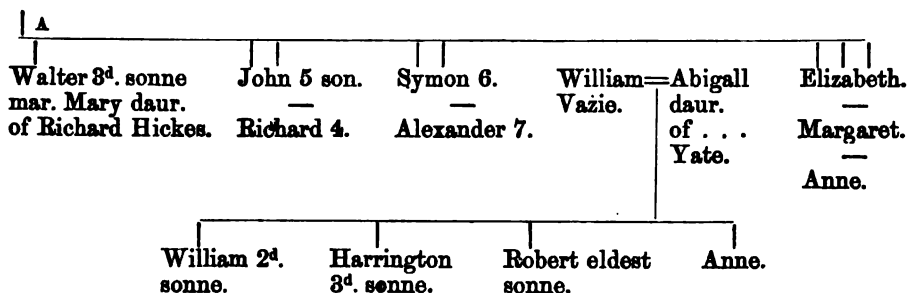 A
Walter 3d. sonne
mar. Mary daur.
of Richard Hickes.
John 5 son.
—
Richard 4.
Symon 6.
—
Alexander 7.
William=Abigall
Vazie. daur.
of . . .
Yate.
Elizabeth.
—
Margaret.
—
Anne.
William 2d.
sonne.
Harrington
3d. sonne.
Robert eldest
sonne.
Anne.